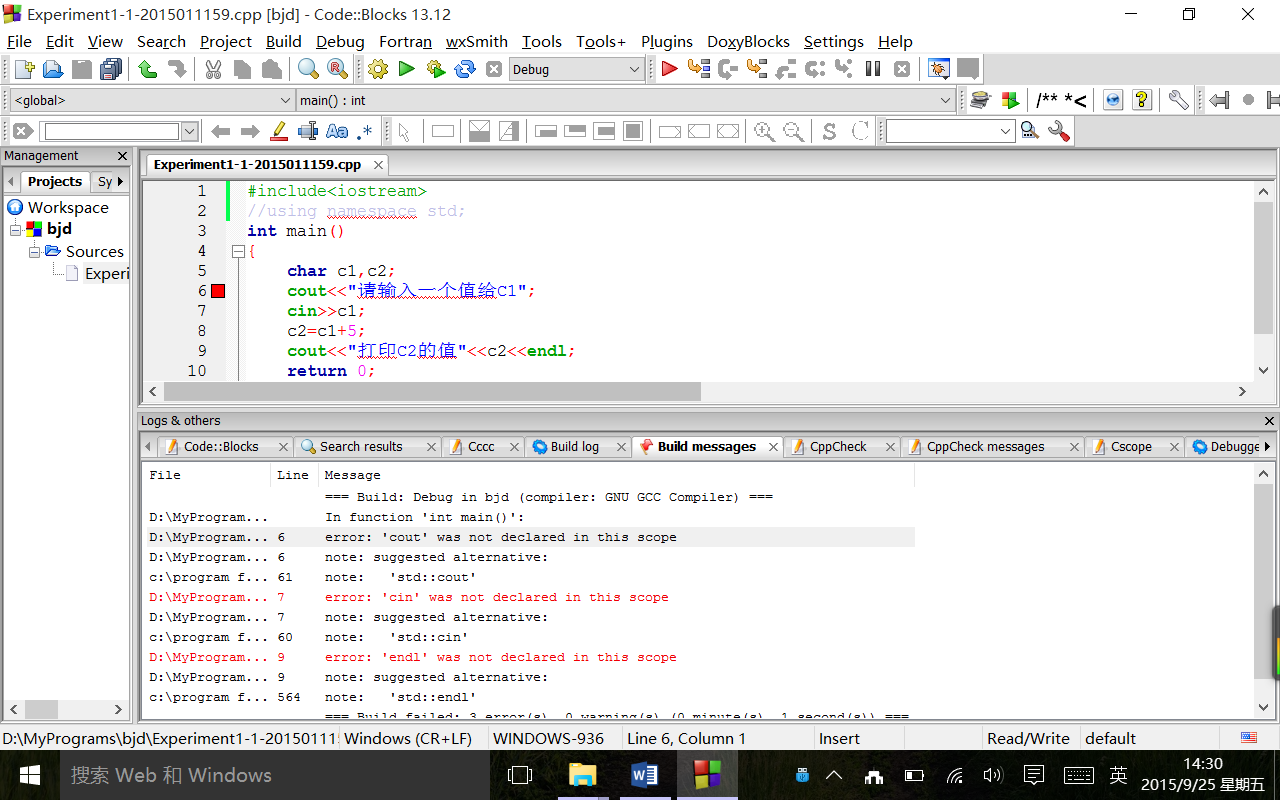 Experiment1-1-2015011159.cpp [bjd] - Code::Blocks 13.12
File Edit View Search Project Build Debug Fortran wxSmith Tools Tools+ Plugins DoxyBlocks Settings Help
Debug
<global> main() : int /** *<
Aa .* S C
Management
Projects Sy
Workspace
bjd
Sources
Experi
Experiment1-1-2015011159.cpp
1 #include<iostream>
2 //using namespace std;
3 int main()
4 {
5 char c1,c2;
6 cout<<"请输入一个值给C1";
7 cin>>c1;
8 c2=c1+5;
9 cout<<"打印C2的值"<<c2<<endl;
10 return 0;
Logs & others
Code::Blocks Search results Cccc Build log Build messages CppCheck CppCheck messages Cscope Debugge
File Line Message
=== Build: Debug in bjd (compiler: GNU GCC Compiler) ===
D:\MyProgram... In function 'int main()':
D:\MyProgram... 6 error: 'cout' was not declared in this scope
D:\MyProgram... 6 note: suggested alternative:
c:\program f... 61 note: 'std::cout'
D:\MyProgram... 7 error: 'cin' was not declared in this scope
D:\MyProgram... 7 note: suggested alternative:
c:\program f... 60 note: 'std::cin'
D:\MyProgram... 9 error: 'endl' was not declared in this scope
D:\MyProgram... 9 note: suggested alternative:
c:\program f... 564 note: 'std::endl'
=== Build failed: 3 error(s), 0 warning(s) (0 minute(s), 1 second(s)) ===
D:\MyPrograms\bjd\Experiment1-1-20150111 Windows (CR+LF) WINDOWS-936 Line 6, Column 1 Insert Read/Write default
搜索 Web 和 Windows
英
14:30
2015/9/25 星期五